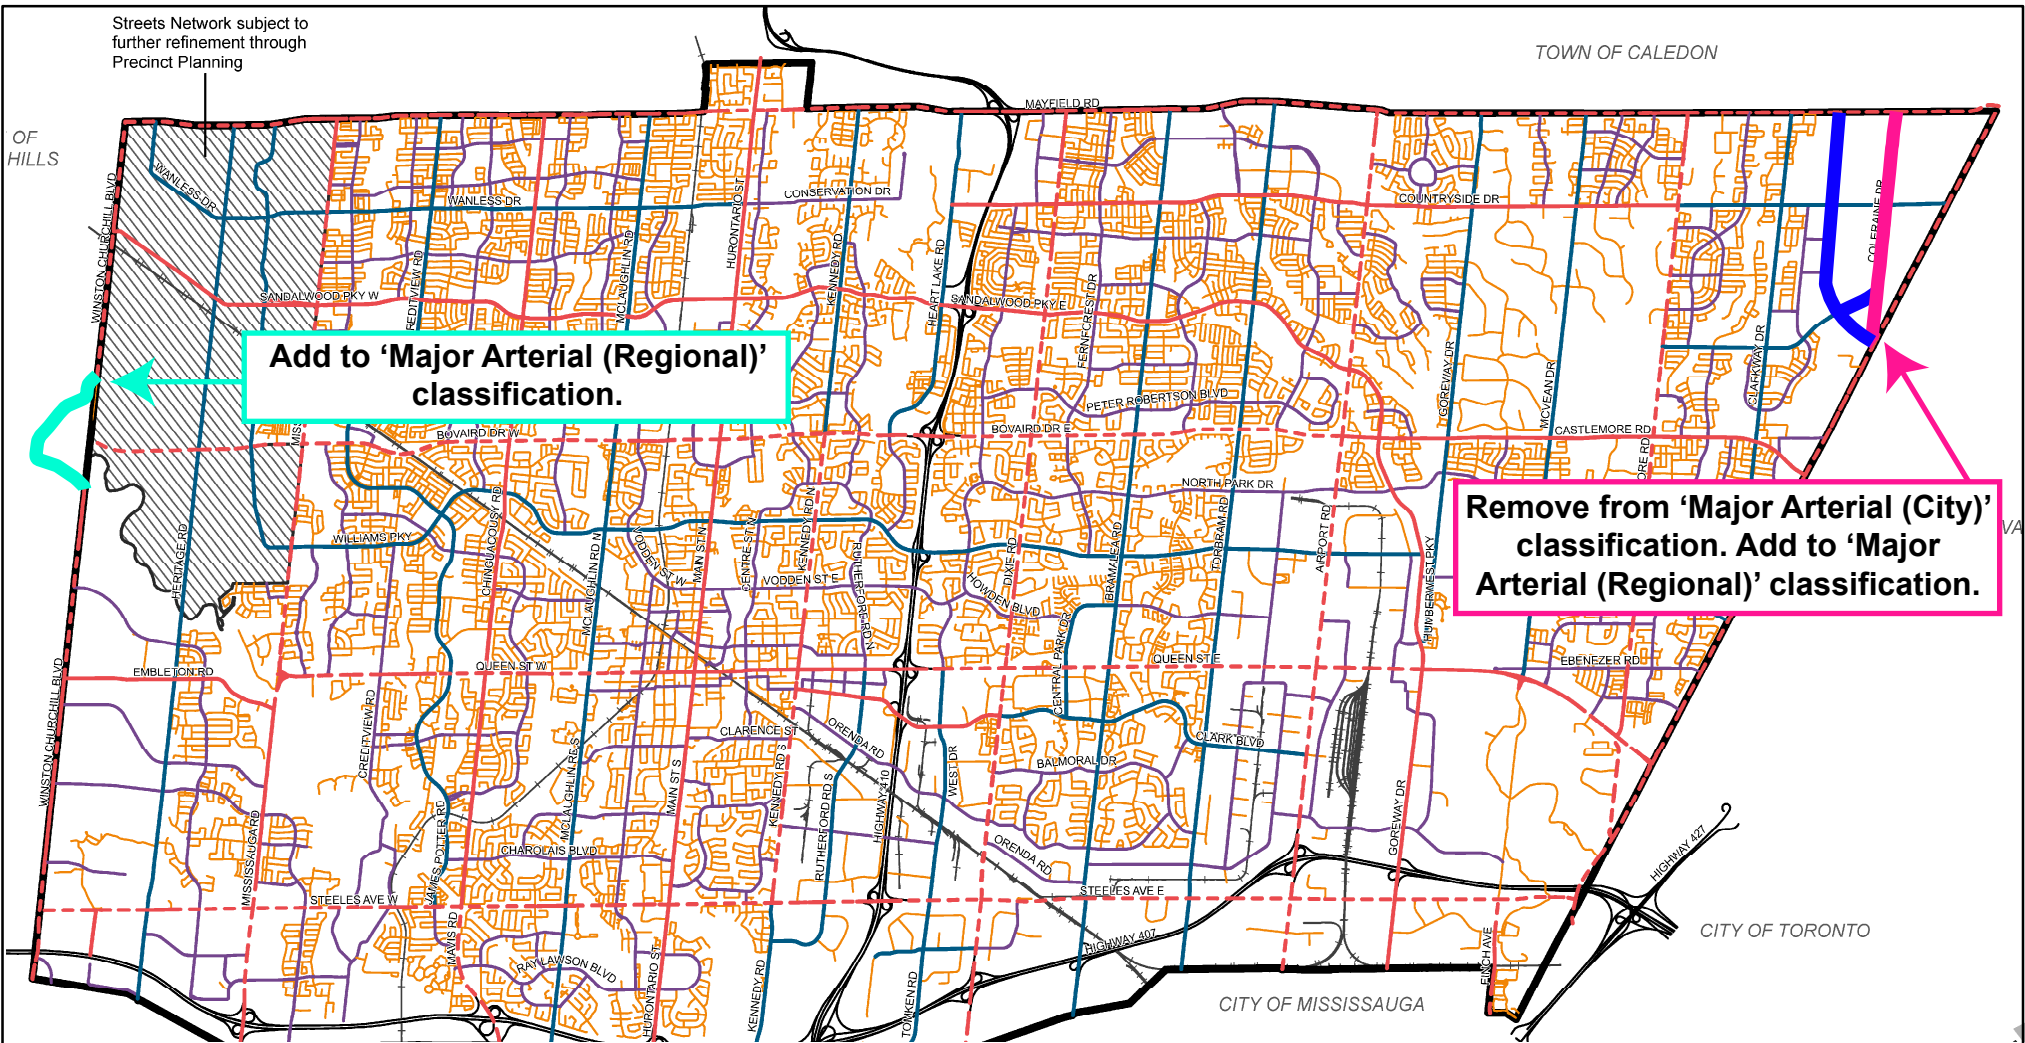 Streets Network subject to
further refinement through
Precinct Planning
TOWN OF CALEDON
OF
HILLS
MAYFIELD RD
WANLESS DR
WANLESS DR
CONSERVATION DR
COUNTRYSIDE DR
WINSTON CHURCHILL BLVD
HURONTARIO ST
COLERAINE DR
MCLAUGHLIN RD
KENNEDY RD
HEART LAKE RD
SANDALWOOD PKY W
SANDALWOOD PKY E
FERNFCREST DR
REDITVIEW RD
Add to ‘Major Arterial (Regional)’
classification.
GOREWAY DR
MCVEAN DR
CLARKWAY DR
PETER ROBERTSON BLVD
MISS
BOVAIRD DR W
BOVAIRD DR E
CASTLEMORE RD
ORE RD
NORTH PARK DR
Remove from ‘Major Arterial (City)’
classification. Add to ‘Major
Arterial (Regional)’ classification.
VA
CHINGUACOUSY RD
WILLIAMS PKY
HERITAGE RD
MCLAUGHLIN RD N
VODDEN ST W
MAIN ST N
CENTRE ST N
KENNEDY RD N
VODDEN ST E
RUTHERFORD RD N
HOWDEN BLVD
DIXIE RD
BRAMALEA RD
TORBRAM RD
AIRPORT RD
HUMBERWEST PKY
CENTRAL PARK DR
EMBLETON RD
QUEEN ST W
QUEEN ST E
EBENEZER RD
WINSTON CHURCHILL BLVD
CREDITVIEW RD
CLARENCE ST
ORENDA RD
CLARK BLVD
BALMORAL DR
WEST DR
MCLAUGHLIN RD S
MAIN ST S
KENNEDY RD S
RUTHERFORD RD S
HIGHWAY 410
GOREWAY DR
MISSISSAUGA RD
JAMES POTTER RD
CHAROLAIS BLVD
ORENDA RD
HIGHWAY 427
STEELES AVE W
STEELES AVE E
MAVIS RD
RAY LAWSON BLVD
HURONTARIO ST
KENNEDY RD
TOMKEN RD
HIGHWAY 407
FINCH AVE
CITY OF TORONTO
CITY OF MISSISSAUGA